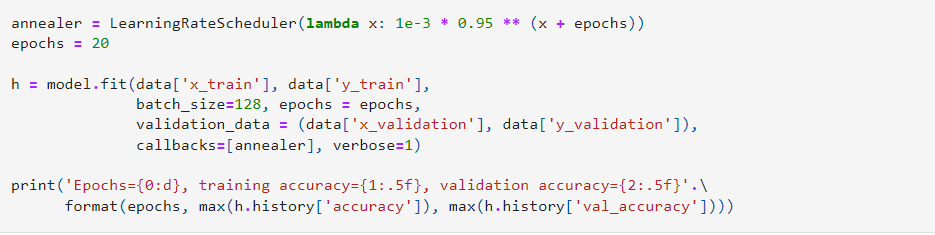 annealer = LearningRateScheduler(lambda x: 1e-3 * 0.95 ** (x + epochs))
epochs = 20
h = model.fit(data['x_train'], data['y_train'],
batch_size=128, epochs = epochs,
validation_data = (data['x_validation'], data['y_validation']),
callbacks=[annealer], verbose=1)
print('Epochs={0:d}, training accuracy={1:.5f}, validation accuracy={2:.5f}'.\
format(epochs, max(h.history['accuracy']), max(h.history['val_accuracy'])))